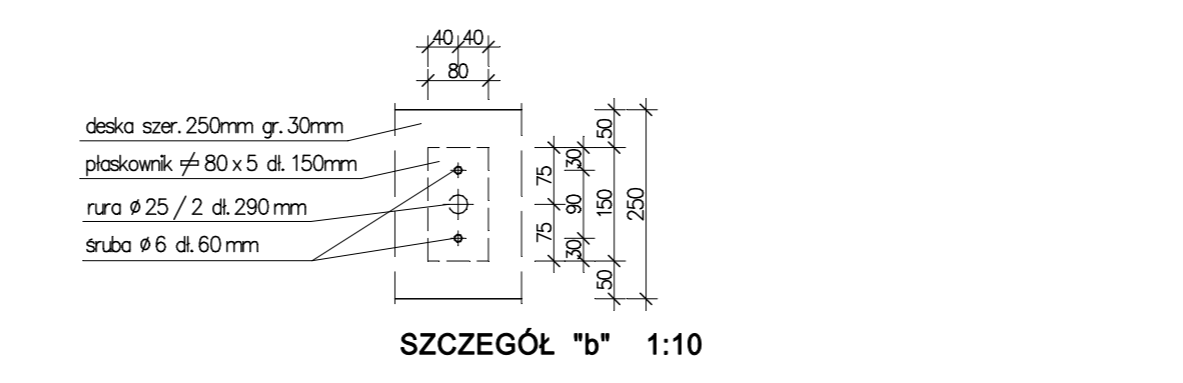 40 40
80
deska szer. 250mm gr. 30mm
płaskownik ≠ 80 x 5 dł. 150mm
rura ø 25 / 2 dł. 290 mm
śruba ø 6 dł. 60 mm
75
75
30
90
30
50
150
50
250
SZCZEGÓŁ "b" 1:10